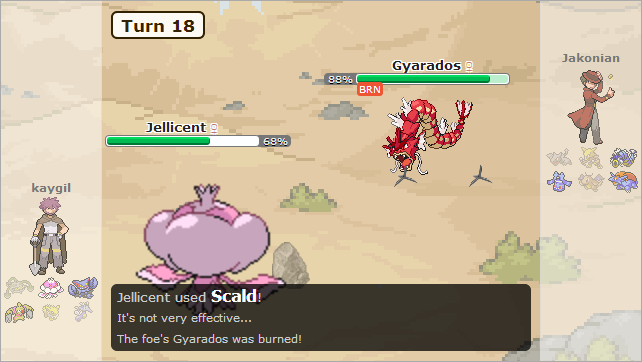 Turn 18
Jakonian
Gyarados
88%
BRN
Jellicent
68%
kaygil
Jellicent used Scald!
It's not very effective...
The foe's Gyarados was burned!